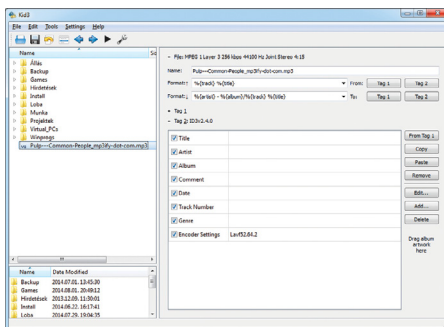 Kid3
File Edit Tools Settings Help
Name
Állás
Backup
Games
Hirdetések
Install
Loba
Munka
Projektek
Virtual_PCs
Winprogs
Pulp---Common-People_mp3ify-dot-com.mp3
Name Date Modified
Backup 2014.07.01. 13:45:30
Games 2014.08.01. 20:49:12
Hirdetések 2013.12.09. 11:30:01
Install 2014.06.22. 16:17:41
Loba 2014.07.29. 19:04:35
File: MPEG 1 Layer 3 256 kbps 44100 Hz Joint Stereo 4:18
Name: Pulp---Common-People_mp3ify-dot-com.mp3
Format: %{track} %{title} From: Tag 1 Tag 2
Format: %{artist} - %{album}/%{track} %{title} To: Tag 1 Tag 2
Tag 1
Tag 2: ID3v2.4.0
Title
Artist
Album
Comment
Date
Track Number
Genre
Encoder Settings Lavf52.64.2
From Tag 1
Copy
Paste
Remove
Edit...
Add...
Delete
Drag album
artwork
here